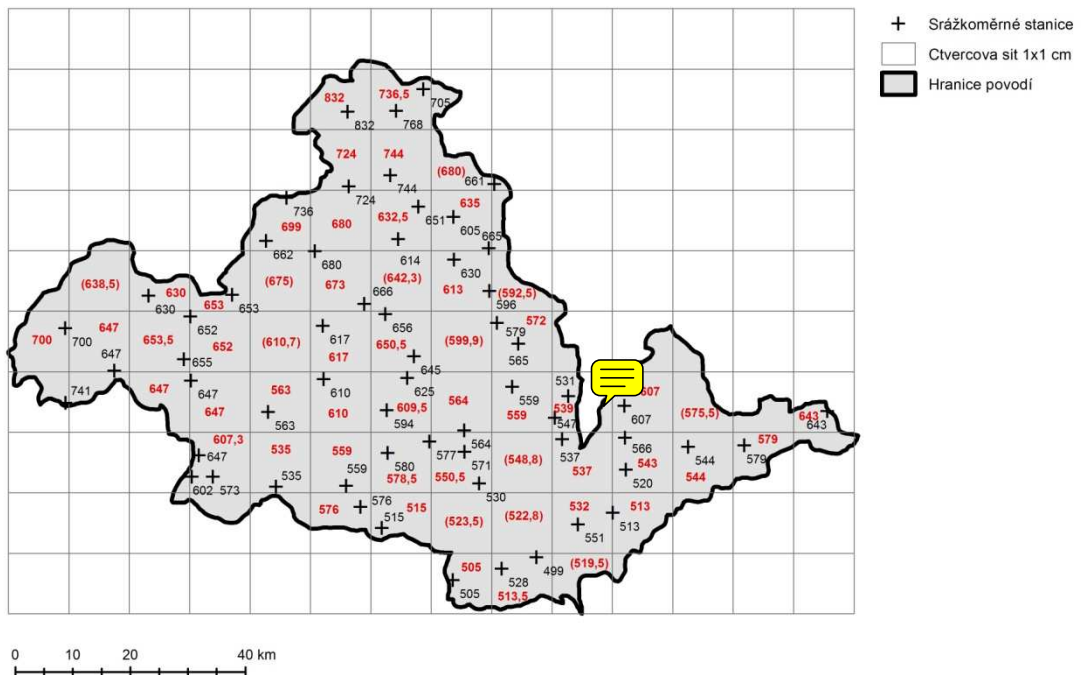 Srážkoměrné stanice
Ctvercova sit 1x1 cm
Hranice povodí
832 736,5 705
832 768
724 744
744 (680) 661
724
736 632,5 651 635
699 680 605 665
662 680 614 630
(638,5) (675) 673 (642,3) 613 (592,5)
630 630 653 653 666 596
700 647 652 656 579 572
700 653,5 652 (610,7) 617 650,5 (599,9) 565
647 655 617 645
741 647 647 563 610 625 564 559 531 607 (575,5) 643
647 563 610 594 609,5 559 539 547 607 643
607,3 535 559 580 577 564 (548,8) 537 566 544 579 579
647 559 578,5 571 550,5 537 543 544
602 573 535 576 530 520
576 515 515 (523,5) (522,8) 532 551 513 513
505 528 499 (519,5)
505 513,5
0 10 20 40 km